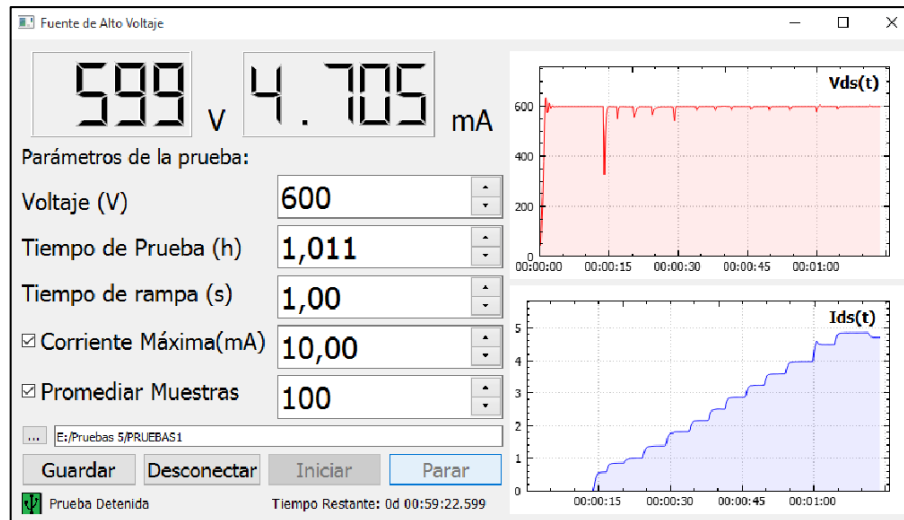 Fuente de Alto Voltaje
599 V 4.705 mA
Parámetros de la prueba:
Voltaje (V) 600
Tiempo de Prueba (h) 1,011
Tiempo de rampa (s) 1,00
Corriente Máxima(mA) 10,00
Promediar Muestras 100
... E:/Pruebas 5/PRUEBAS1
Guardar Desconectar Iniciar Parar
Prueba Detenida Tiempo Restante: 0d 00:59:22.599
Vds(t)
600
400
200
0
00:00:00 00:00:15 00:00:30 00:00:45 00:01:00
Ids(t)
5
4
3
2
1
0
00:00:15 00:00:30 00:00:45 00:01:00